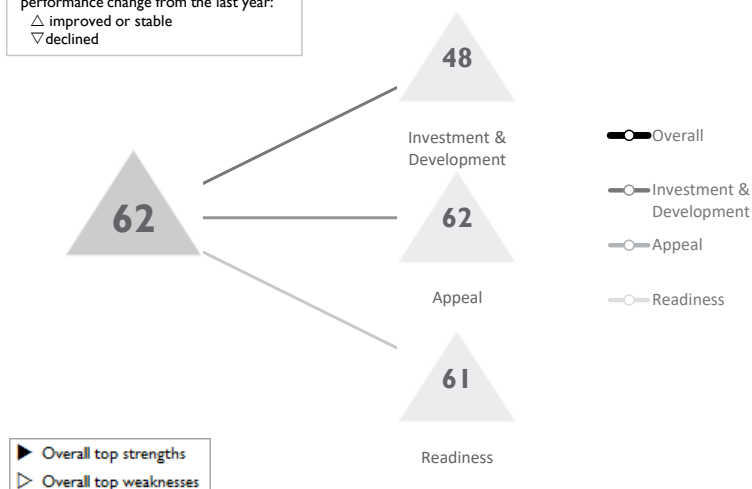 performance change from the last year:
△ improved or stable
▽ declined
48
Investment &
Development
62
62
Appeal
61
Readiness
Overall
Investment &
Development
Appeal
Readiness
▶ Overall top strengths
▷ Overall top weaknesses